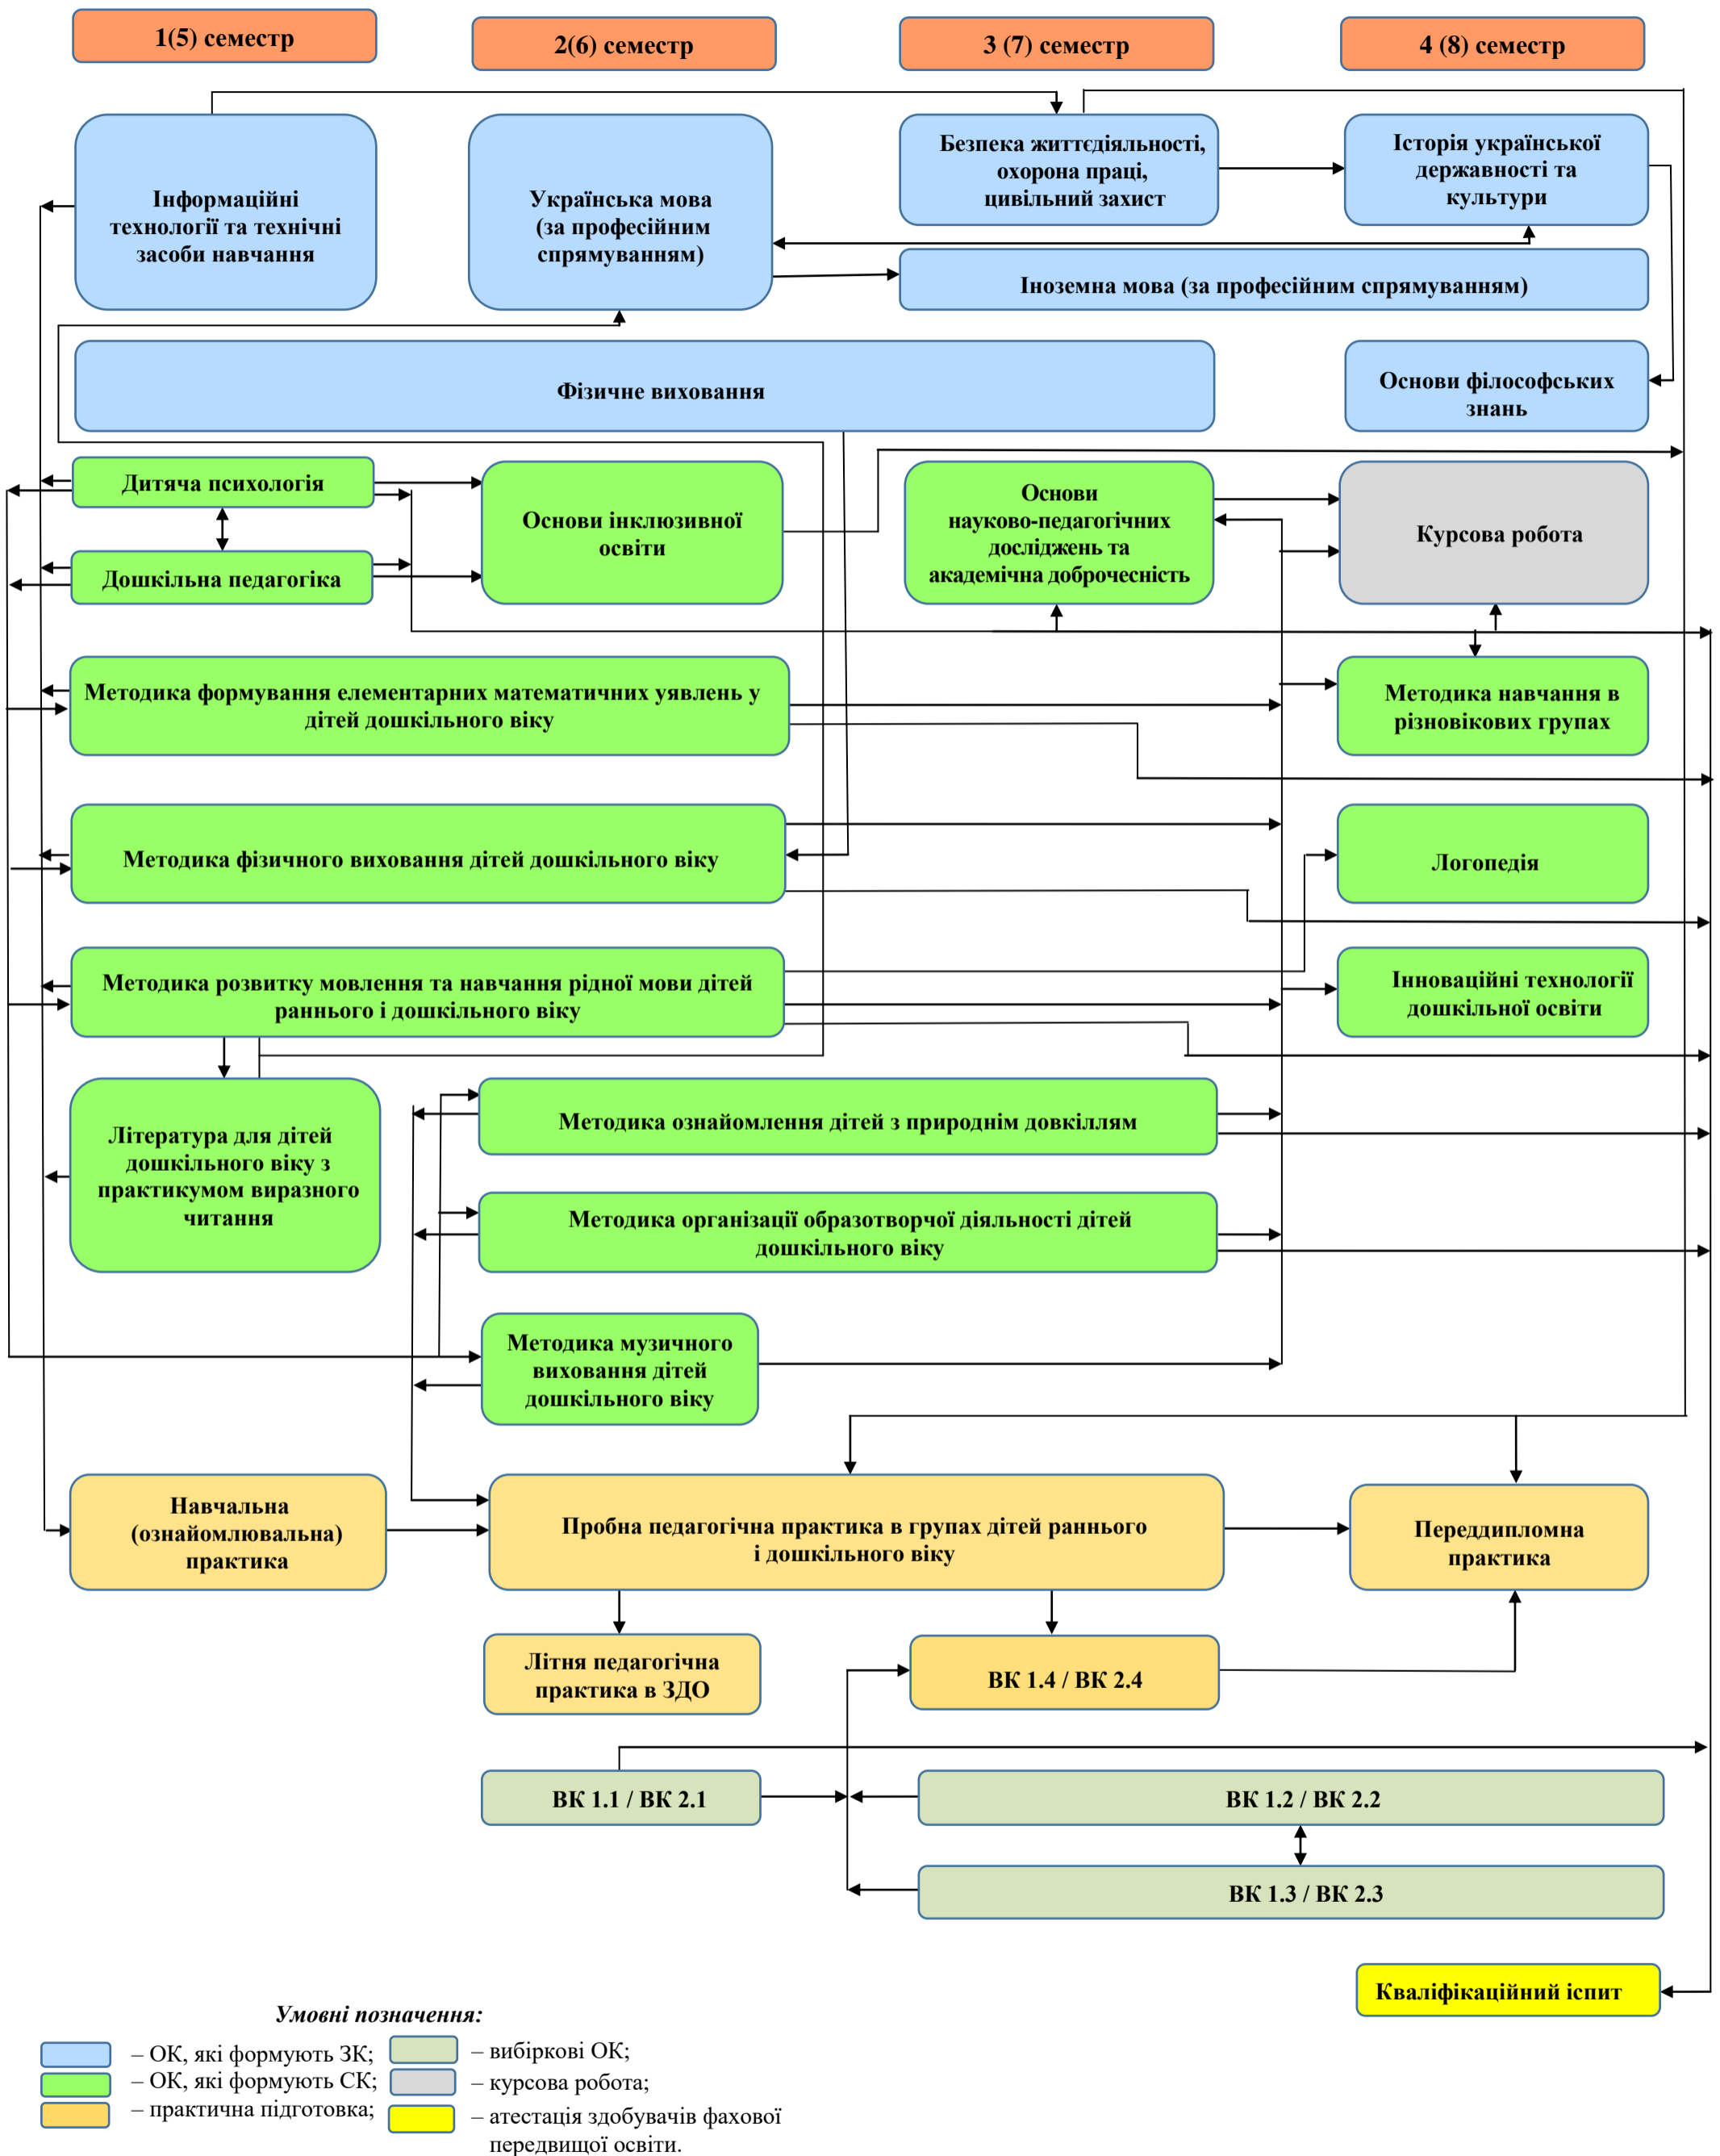 1(5) семестр
2(6) семестр
3 (7) семестр
4 (8) семестр
Інформаційні
технології та технічні
засоби навчання
Українська мова
(за професійним
спрямуванням)
Безпека життєдіяльності,
охорона праці,
цивільний захист
Історія української
державності та
культури
Іноземна мова (за професійним спрямуванням)
Фізичне виховання
Основи філософських
знань
Дитяча психологія
Дошкільна педагогіка
Основи інклюзивної
освіти
Основи
науково-педагогічних
досліджень та
академічна доброчесність
Курсова робота
Методика формування елементарних математичних уявлень у
дітей дошкільного віку
Методика навчання в
різновікових групах
Методика фізичного виховання дітей дошкільного віку
Логопедія
Методика розвитку мовлення та навчання рідної мови дітей
раннього і дошкільного віку
Інноваційні технології
дошкільної освіти
Література для дітей
дошкільного віку з
практикумом виразного
читання
Методика ознайомлення дітей з природнім довкіллям
Методика організації образотворчої діяльності дітей
дошкільного віку
Методика музичного
виховання дітей
дошкільного віку
Навчальна
(ознайомлювальна)
практика
Пробна педагогічна практика в групах дітей раннього
і дошкільного віку
Переддипломна
практика
Літня педагогічна
практика в ЗДО
ВК 1.4 / ВК 2.4
ВК 1.1 / ВК 2.1
ВК 1.2 / ВК 2.2
ВК 1.3 / ВК 2.3
Кваліфікаційний іспит
Умовні позначення:
– ОК, які формують ЗК;
– ОК, які формують СК;
– практична підготовка;
– вибіркові ОК;
– курсова робота;
– атестація здобувачів фахової
передвищої освіти.